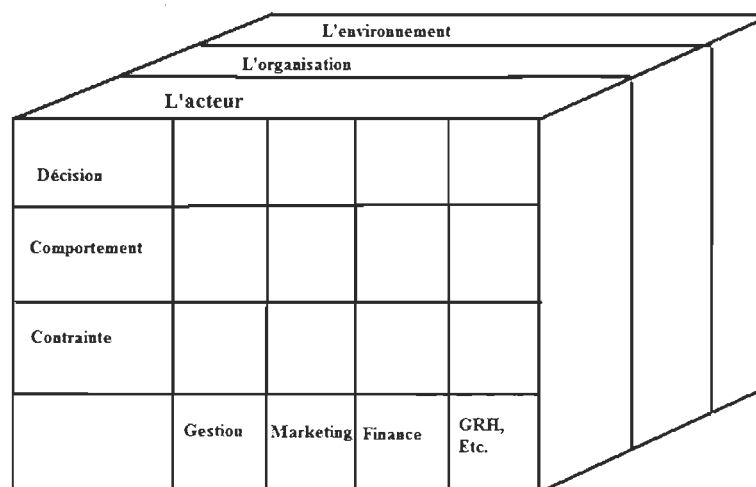 L'environnement
L'organisation
L'acteur
Décision
Comportement
Contrainte
Gestion Marketing Finance GRH,
Etc.